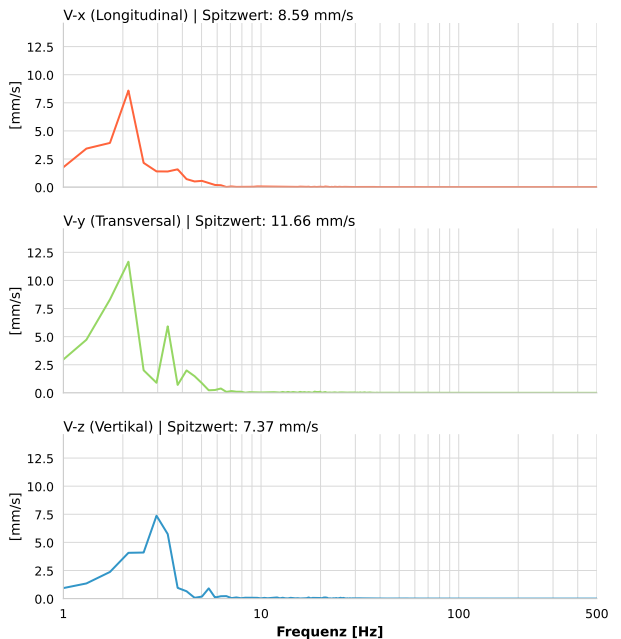 V-x (Longitudinal) | Spitzwert: 8.59 mm/s
12.5
10.0
7.5
5.0
2.5
0.0
[mm/s]
V-y (Transversal) | Spitzwert: 11.66 mm/s
12.5
10.0
7.5
5.0
2.5
0.0
[mm/s]
V-z (Vertikal) | Spitzwert: 7.37 mm/s
12.5
10.0
7.5
5.0
2.5
0.0
[mm/s]
1 10 100 500
Frequenz [Hz]